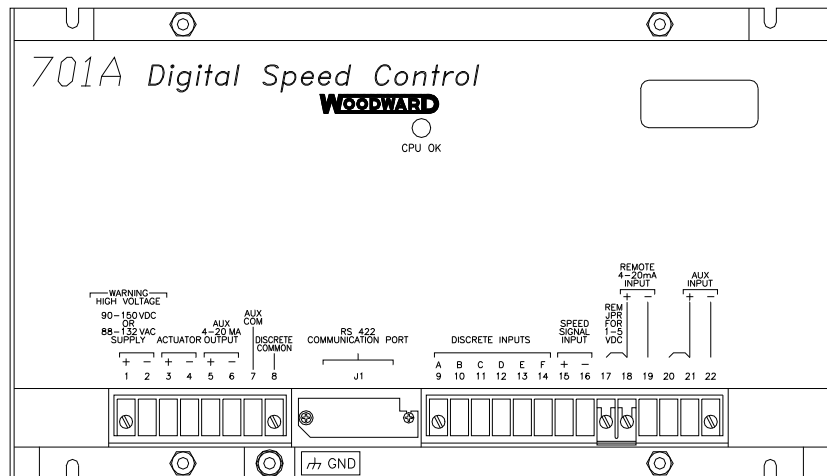 701A Digital Speed Control
WOODWARD
CPU OK
WARNING
HIGH VOLTAGE
90-150VDC
OR
88-132 VAC
SUPPLY
ACTUATOR
AUX
4-20 MA
OUTPUT
AUX
COM
DISCRETE
COMMON
RS 422
COMMUNICATION PORT
DISCRETE INPUTS
SPEED
SIGNAL
INPUT
REM
JPR
FOR
1-5
VDC
REMOTE
4-20mA
INPUT
AUX
INPUT
+ − + − + − A B C D E F + − + − + −
1 2 3 4 5 6 7 8 J1 9 10 11 12 13 14 15 16 17 18 19 20 21 22
GND